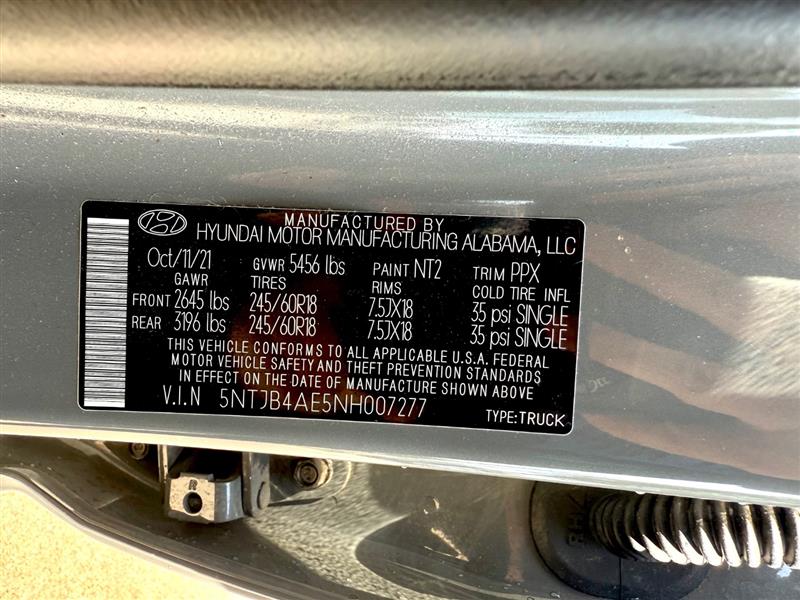 MANUFACTURED BY
HYUNDAI MOTOR MANUFACTURING ALABAMA, LLC
Oct/11/21 GVWR 5456 lbs PAINT NT2 TRIM PPX
GAWR TIRES RIMS COLD TIRE INFL
FRONT 2645 lbs 245/60R18 7.5JX18 35 psi SINGLE
REAR 3196 lbs 245/60R18 7.5JX18 35 psi SINGLE
THIS VEHICLE CONFORMS TO ALL APPLICABLE U.S.A. FEDERAL
MOTOR VEHICLE SAFETY AND THEFT PREVENTION STANDARDS
IN EFFECT ON THE DATE OF MANUFACTURE SHOWN ABOVE
V.I.N 5NTJB4AE5NH007277 TYPE:TRUCK
R
RH